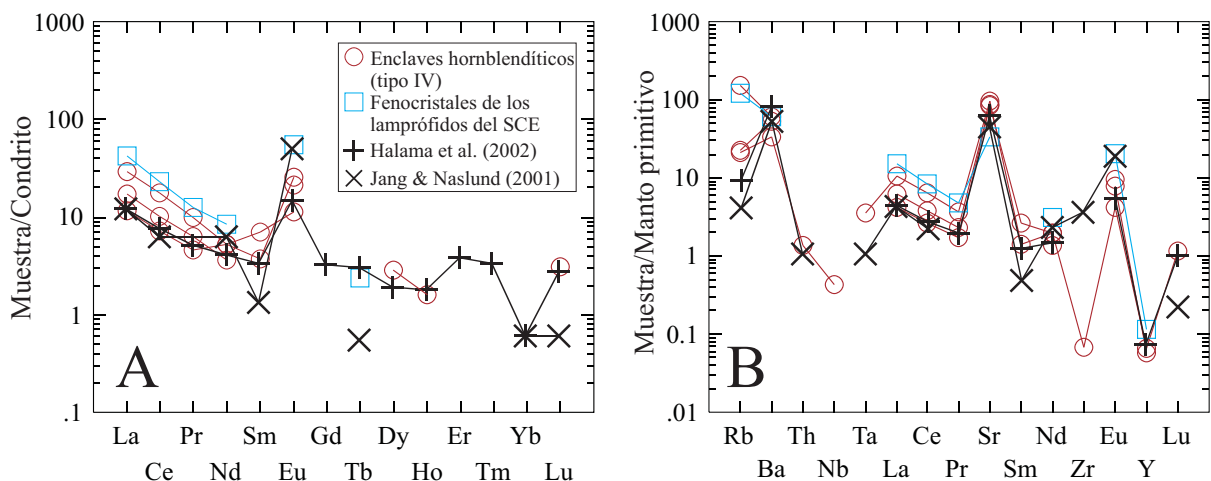 Muestra/Condrito
1000
100
10
1
.1
Enclaves hornblendíticos
(tipo IV)
Fenocristales de los
lamprófidos del SCE
Halama et al. (2002)
Jang & Naslund (2001)
A
La Pr Sm Gd Dy Er Yb
Ce Nd Eu Tb Ho Tm Lu
Muestra/Manto primitivo
1000
100
10
1
0.1
.01
B
Rb Th Ta Ce Sr Nd Eu Lu
Ba Nb La Pr Sm Zr Y